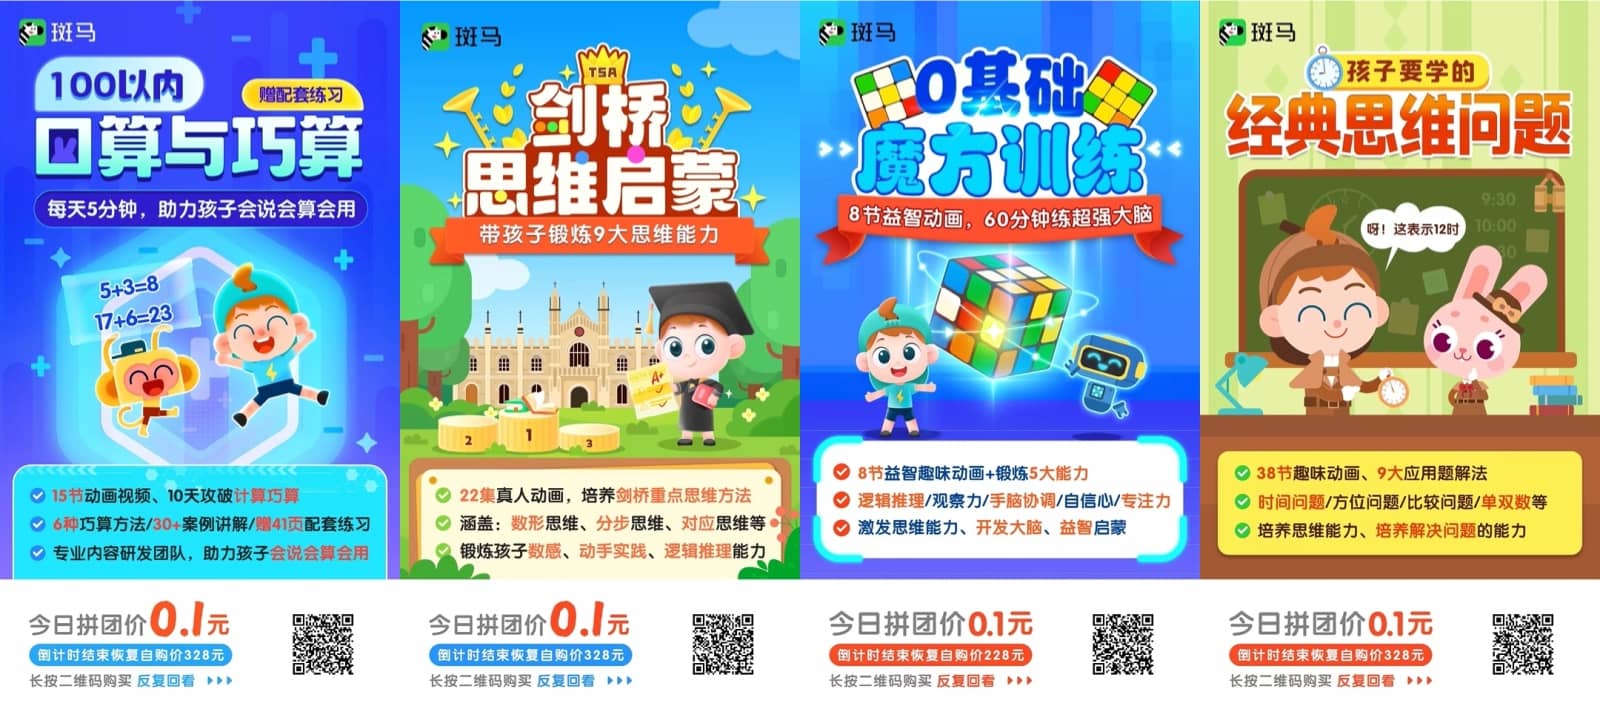 斑马
100以内
赠配套练习
口算与巧算
每天5分钟，助力孩子会说会算会用
5+3=8
17+6=23
15节动画视频、10天攻破计算巧算
6种巧算方法/30+案例讲解/赠41页配套练习
专业内容研发团队，助力孩子会说会算会用
今日拼团价0.1元
倒计时结束恢复自购价328元
长按二维码购买 反复回看
斑马
TSA
剑桥
思维启蒙
带孩子锻炼9大思维能力
A+
2
1
3
22集真人动画，培养剑桥重点思维方法
涵盖：数形思维、分步思维、对应思维等
锻炼孩子数感、动手实践、逻辑推理能力
今日拼团价0.1元
倒计时结束恢复自购价328元
长按二维码购买 反复回看
斑马
0基础
魔方训练
8节益智动画，60分钟练超强大脑
8节益智趣味动画+锻炼5大能力
逻辑推理/观察力/手脑协调/自信心/专注力
激发思维能力、开发大脑、益智启蒙
今日拼团价0.1元
倒计时结束恢复自购价228元
长按二维码购买 反复回看
斑马
孩子要学的
经典思维问题
9:30
呀！这表示12时
10:00
30
38节趣味动画、9大应用题解法
时间问题/方位问题/比较问题/单双数等
培养思维能力、培养解决问题的能力
今日拼团价0.1元
倒计时结束恢复自购价328元
长按二维码购买 反复回看